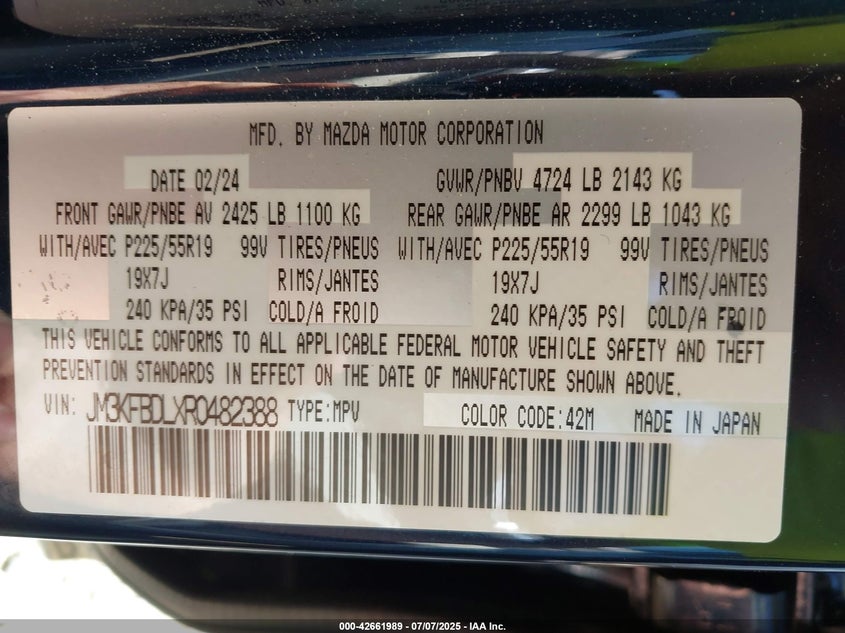 MFD. BY MAZDA MOTOR CORPORATION
DATE 02/24 GVWR/PNBV 4724 LB 2143 KG
FRONT GAWR/PNBE AV 2425 LB 1100 KG REAR GAWR/PNBE AR 2299 LB 1043 KG
WITH/AVEC P225/55R19 99V TIRES/PNEUS WITH/AVEC P225/55R19 99V TIRES/PNEUS
19X7J RIMS/JANTES 19X7J RIMS/JANTES
240 KPA/35 PSI COLD/A FROID 240 KPA/35 PSI COLD/A FROID
THIS VEHICLE CONFORMS TO ALL APPLICABLE FEDERAL MOTOR VEHICLE SAFETY AND THEFT
PREVENTION STANDARDS IN EFFECT ON THE DATE OF MANUFACTURE SHOWN ABOVE.
VIN: JM3KFBDLXR0482388 TYPE:MPV COLOR CODE:42M MADE IN JAPAN
000-42661989 - 07/07/2025 - IAA Inc.